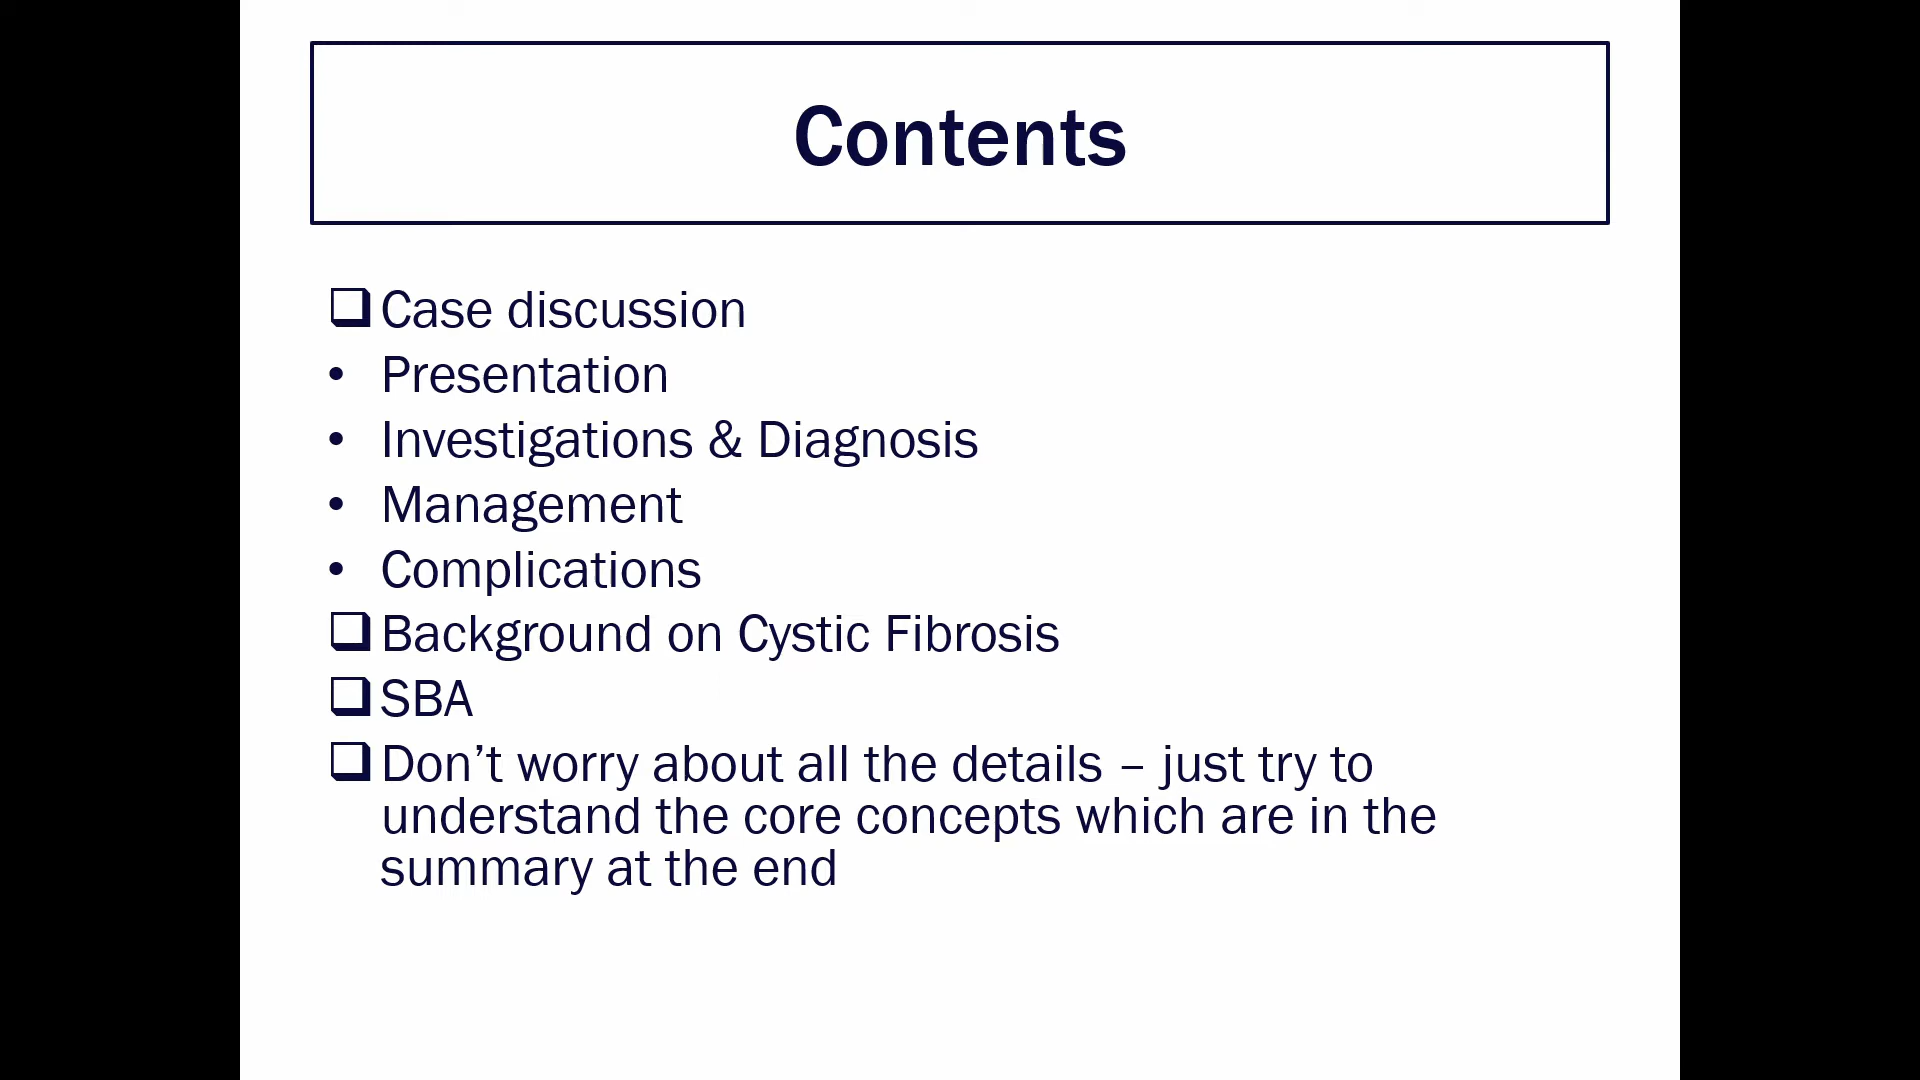 Contents
❑ Case discussion
• Presentation
• Investigations & Diagnosis
• Management
• Complications
❑ Background on Cystic Fibrosis
❑ SBA
❑ Don’t worry about all the details – just try to
understand the core concepts which are in the
summary at the end